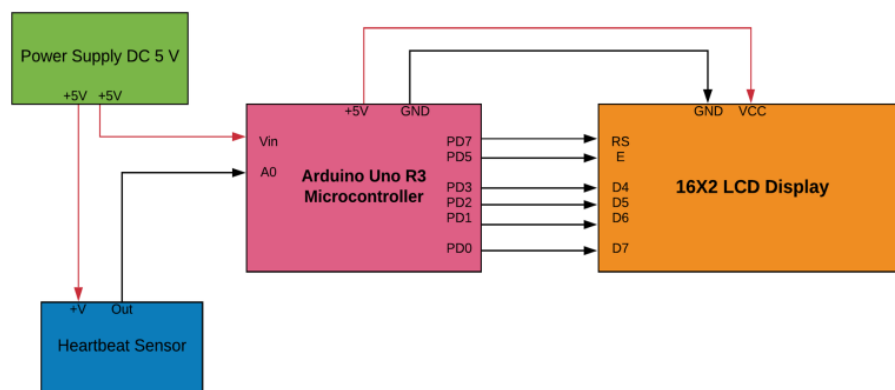 Power Supply DC 5 V
+5V +5V
+5V GND
Vin
A0
Arduino Uno R3
Microcontroller
PD7
PD5
PD3
PD2
PD1
PD0
GND VCC
RS
E
D4
D5
D6
D7
16X2 LCD Display
+V Out
Heartbeat Sensor